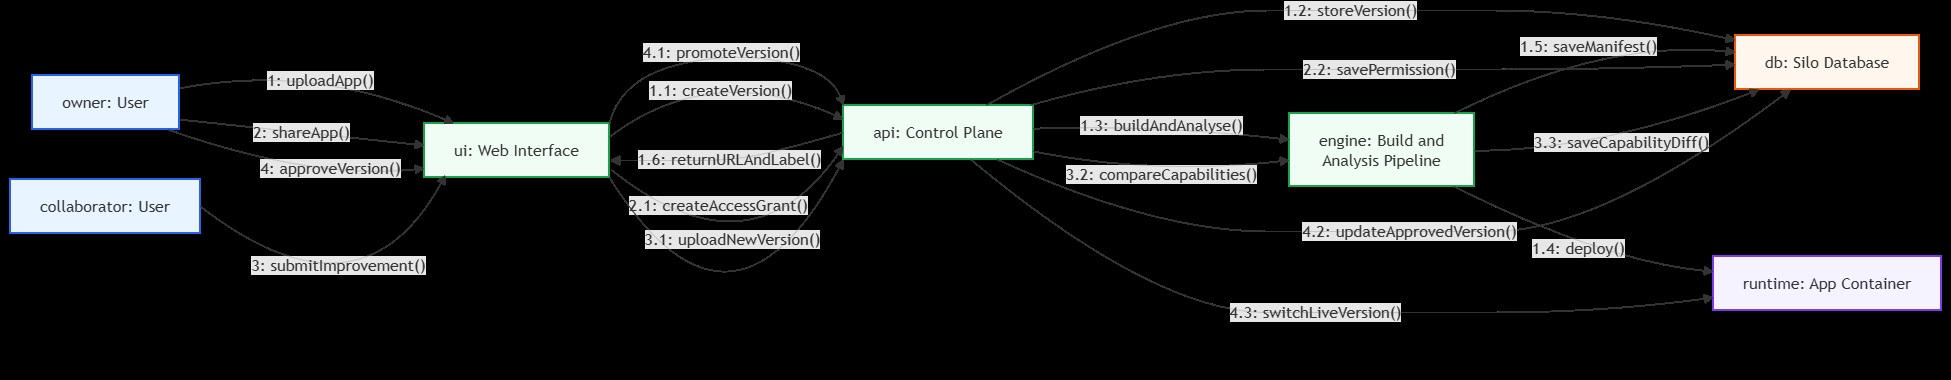 1.2: storeVersion()
1.5: saveManifest()
4.1: promoteVersion()
db: Silo Database
2.2: savePermission()
1: uploadApp()
1.1: createVersion()
owner: User
2: shareApp()
api: Control Plane
1.3: buildAndAnalyse()
engine: Build and
Analysis Pipeline
3.3: saveCapabilityDiff()
ui: Web Interface
1.6: returnURLAndLabel()
4: approveVersion()
3.2: compareCapabilities()
collaborator: User
2.1: createAccessGrant()
3.1: uploadNewVersion()
4.2: updateApprovedVersion()
1.4: deploy()
3: submitImprovement()
runtime: App Container
4.3: switchLiveVersion()